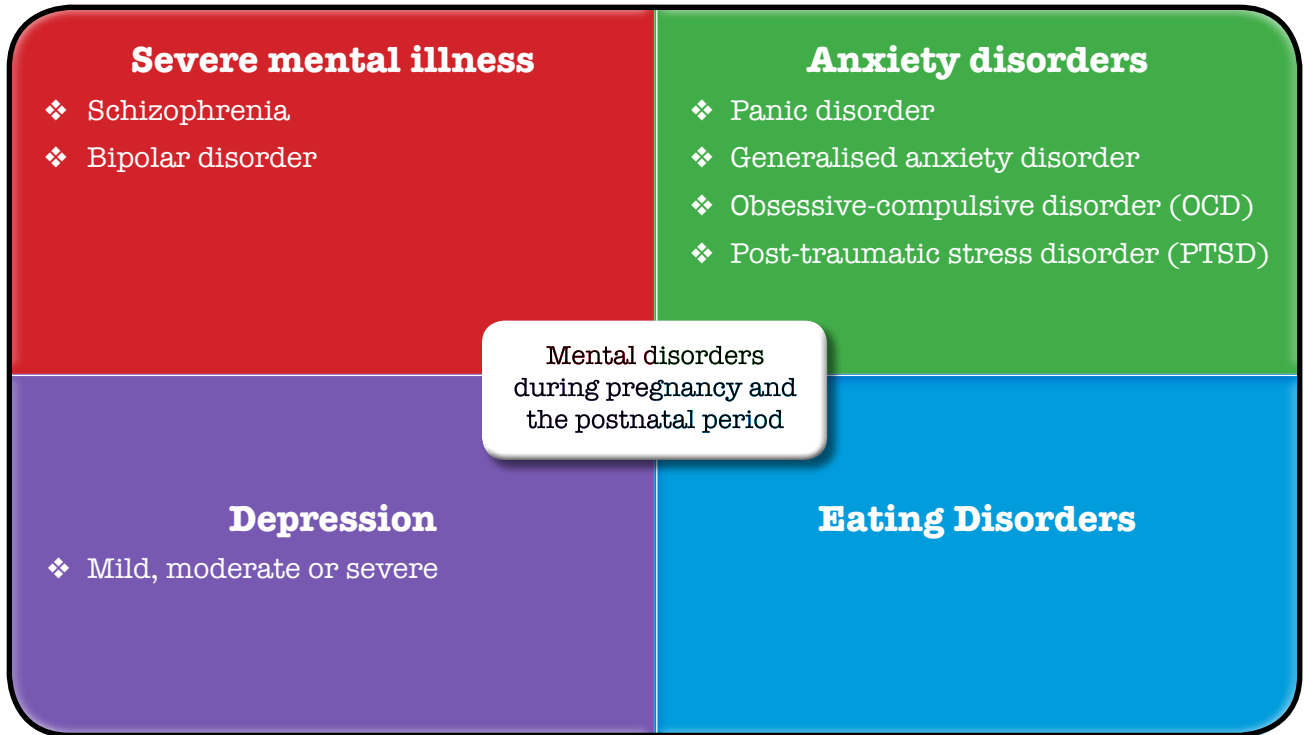 Severe mental illness
❖ Schizophrenia
❖ Bipolar disorder
Anxiety disorders
❖ Panic disorder
❖ Generalised anxiety disorder
❖ Obsessive-compulsive disorder (OCD)
❖ Post-traumatic stress disorder (PTSD)
Mental disorders
during pregnancy and
the postnatal period
Depression
❖ Mild, moderate or severe
Eating Disorders